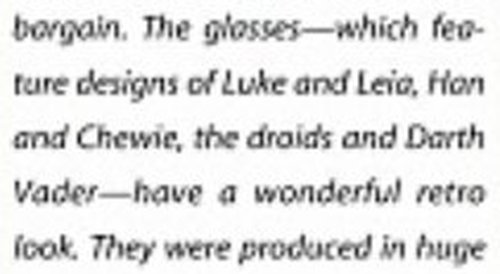 bargain. The glasses—which fea-
ture designs of Luke and Leia, Han
and Chewie, the droids and Darth
Vader—have a wonderful retro
look. They were produced in huge